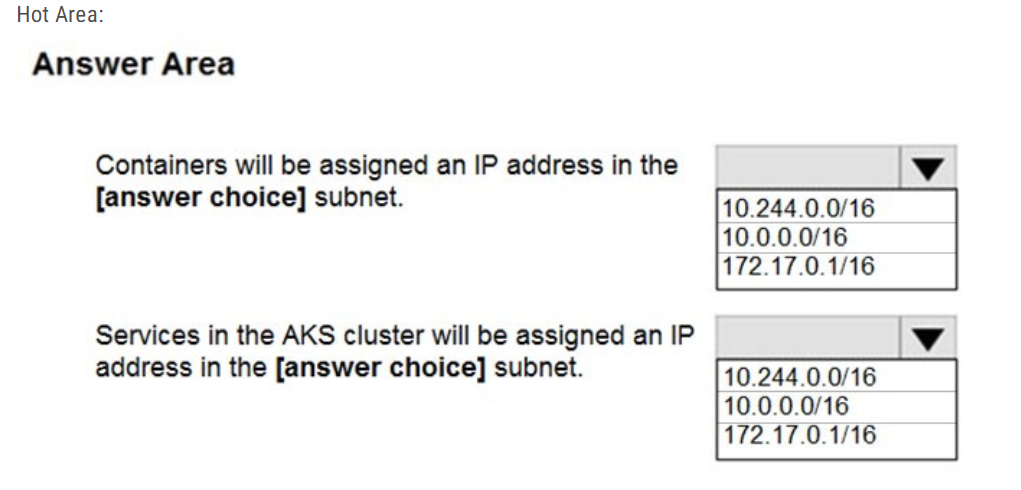 Hot Area:
Answer Area
Containers will be assigned an IP address in the
[answer choice] subnet.
10.244.0.0/16
10.0.0.0/16
172.17.0.1/16
Services in the AKS cluster will be assigned an IP
address in the [answer choice] subnet.
10.244.0.0/16
10.0.0.0/16
172.17.0.1/16